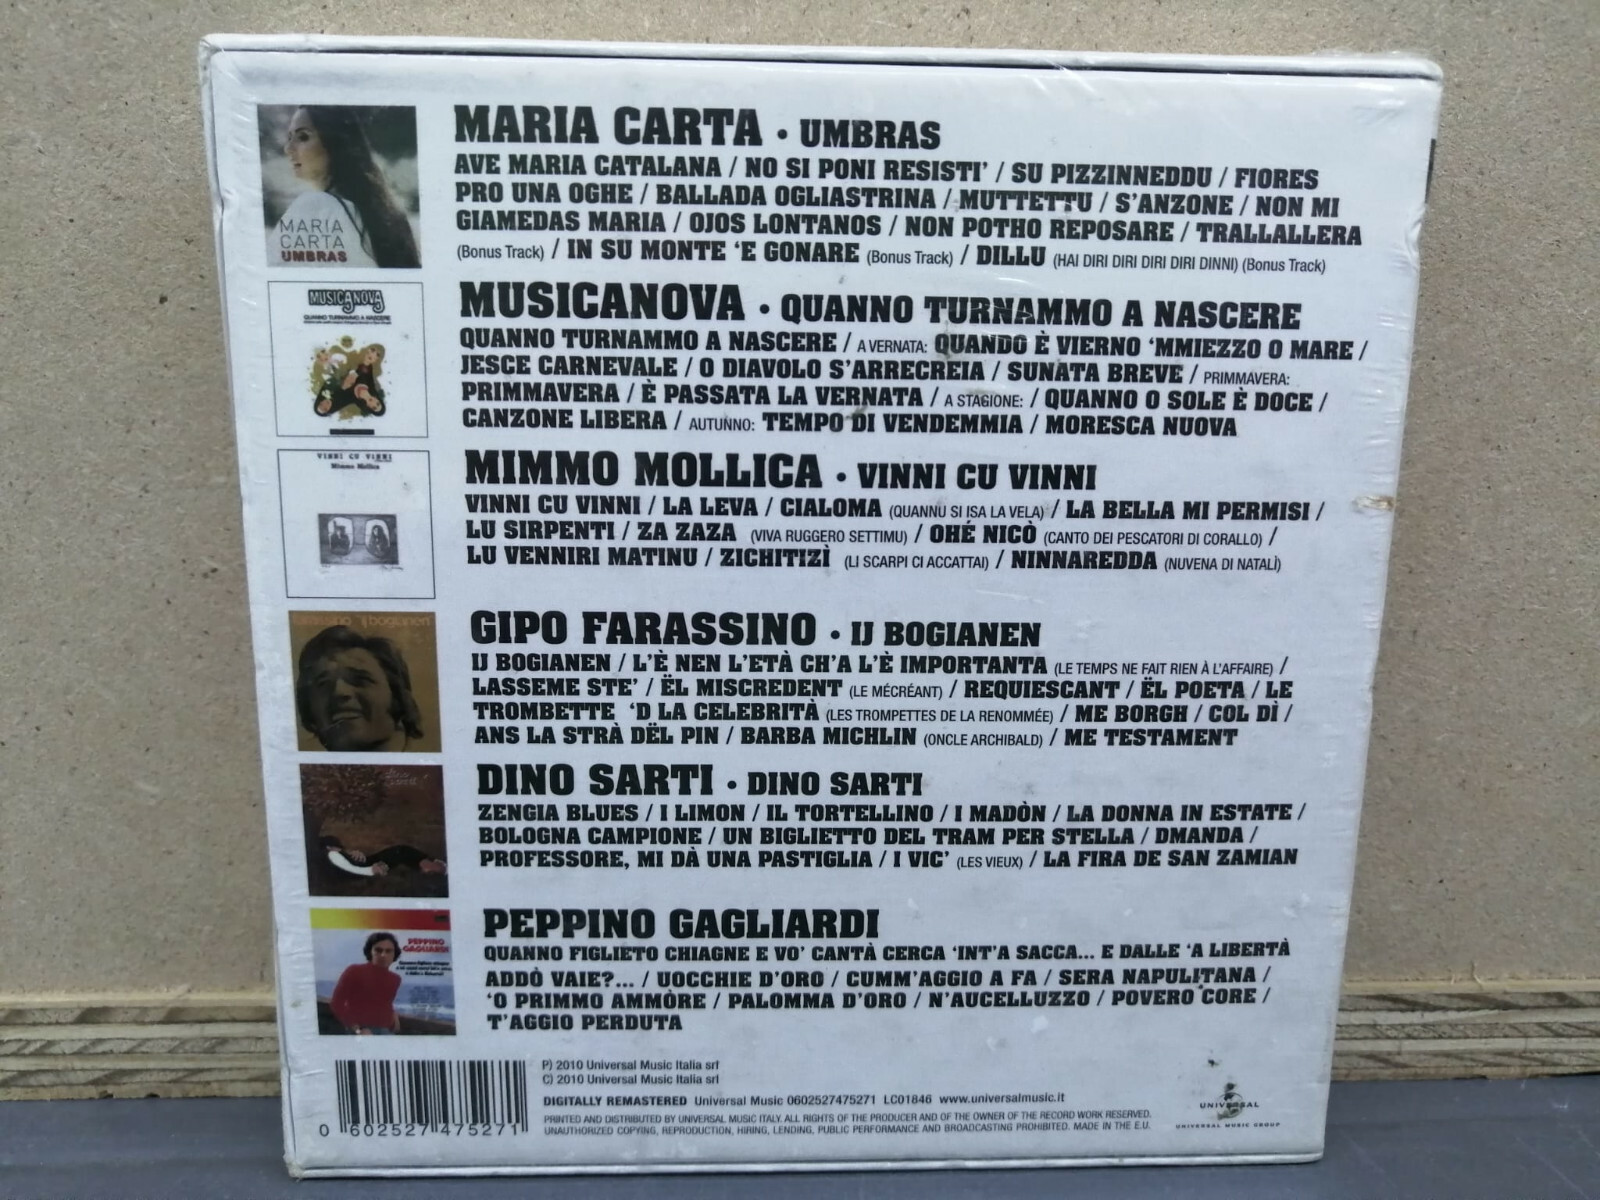 MARIA CARTA • UMBRAS
AVE MARIA CATALANA / NO SI PONI RESISTI' / SU PIZZINNEDDU / FIORES
PRO UNA OGHE / BALLADA OGLIASTRINA / MUTTETTU / S'ANZONE / NON MI
GIAMEDAS MARIA / OJOS LONTANOS / NON POTHO REPOSARE / TRALLALLERA
(Bonus Track) / IN SU MONTE 'E GONARE (Bonus Track) / DILLU (HAI DIRI DIRI DIRI DIRI DINNI) (Bonus Track)
MARIA
CARTA
UMBRAS
MUSICANOVA • QUANNO TURNAMMO A NASCERE
QUANNO TURNAMMO A NASCERE / A VERNATA: QUANDO È VIERNO 'MMIEZZO O MARE /
JESCE CARNEVALE / O DIAVOLO S'ARRECREIA / SUNATA BREVE / PRIMMAVERA:
PRIMMAVERA / È PASSATA LA VERNATA / A STAGIONE: / QUANNO O SOLE È DOCE /
CANZONE LIBERA / AUTUNNO: TEMPO DI VENDEMMIA / MORESCA NUOVA
MUSICANOVA
QUANNO TURNAMMO A NASCERE
MIMMO MOLLICA • VINNI CU VINNI
VINNI CU VINNI / LA LEVA / CIALOMA (QUANNU SI ISA LA VELA) / LA BELLA MI PERMISI /
LU SIRPENTI / ZA ZAZA (VIVA RUGGERO SETTIMU) / OHÉ NICÒ (CANTO DEI PESCATORI DI CORALLO) /
LU VENNIRI MATINU / ZICHITIZÌ (LI SCARPI CI ACCATTAI) / NINNAREDDA (NUVENA DI NATALÌ)
VINNI CU VINNI
Mimmo Mollica
GIPO FARASSINO • IJ BOGIANEN
IJ BOGIANEN / L'È NEN L'ETÀ CH'A L'È IMPORTANTA (LE TEMPS NE FAIT RIEN À L'AFFAIRE) /
LASSEME STE' / ËL MISCREDENT (LE MÉCRÉANT) / REQUIESCANT / ËL POETA / LE
TROMBETTE 'D LA CELEBRITÀ (LES TROMPETTES DE LA RENOMMÉE) / ME BORGH / COL DÌ /
ANS LA STRÀ DËL PIN / BARBA MICHLIN (ONCLE ARCHIBALD) / ME TESTAMENT
farassino 'ij bogianen'
DINO SARTI • DINO SARTI
ZENGIA BLUES / I LIMON / IL TORTELLINO / I MADÒN / LA DONNA IN ESTATE /
BOLOGNA CAMPIONE / UN BIGLIETTO DEL TRAM PER STELLA / DMANDA /
PROFESSORE, MI DÀ UNA PASTIGLIA / I VIC' (LES VIEUX) / LA FIRA DE SAN ZAMIAN
PEPPINO GAGLIARDI
QUANNO FIGLIETO CHIAGNE E VO' CANTÀ CERCA 'INT'A SACCA... E DALLE 'A LIBERTÀ
ADDÒ VAIE?... / UOCCHIE D'ORO / CUMM'AGGIO A FA / SERA NAPULITANA /
'O PRIMMO AMMÒRE / PALOMMA D'ORO / N'AUCELLUZZO / POVERO CORE /
T'AGGIO PERDUTA
PEPPINO
GAGLIARDI
P) 2010 Universal Music Italia srl
C) 2010 Universal Music Italia srl
DIGITALLY REMASTERED Universal Music 0602527475271 LC01846 www.universalmusic.it
PRINTED AND DISTRIBUTED BY UNIVERSAL MUSIC ITALY. ALL RIGHTS OF THE PRODUCER AND OF THE OWNER OF THE RECORD WORK RESERVED.
UNAUTHORIZED COPYING, REPRODUCTION, HIRING, LENDING, PUBLIC PERFORMANCE AND BROADCASTING PROHIBITED. MADE IN THE E.U.
0 602527 475271
UNIVERSAL
UNIVERSAL MUSIC GROUP